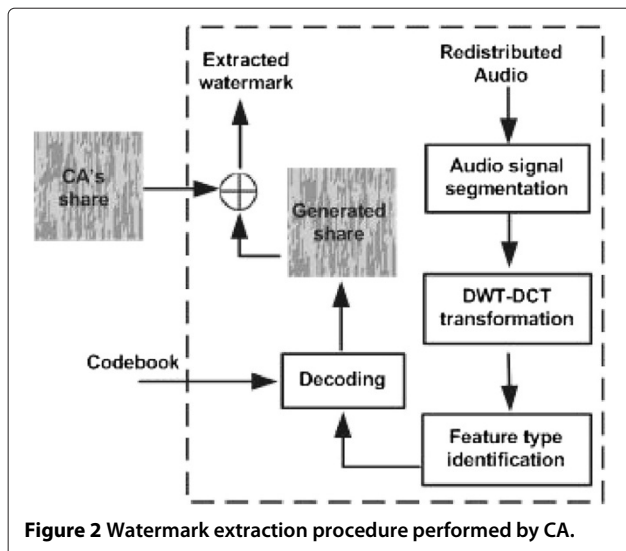 Extracted
watermark
Redistributed
Audio
CA's
share
Generated
share
Audio signal
segmentation
DWT-DCT
transformation
Codebook
Decoding
Feature type
identification
Figure 2 Watermark extraction procedure performed by CA.